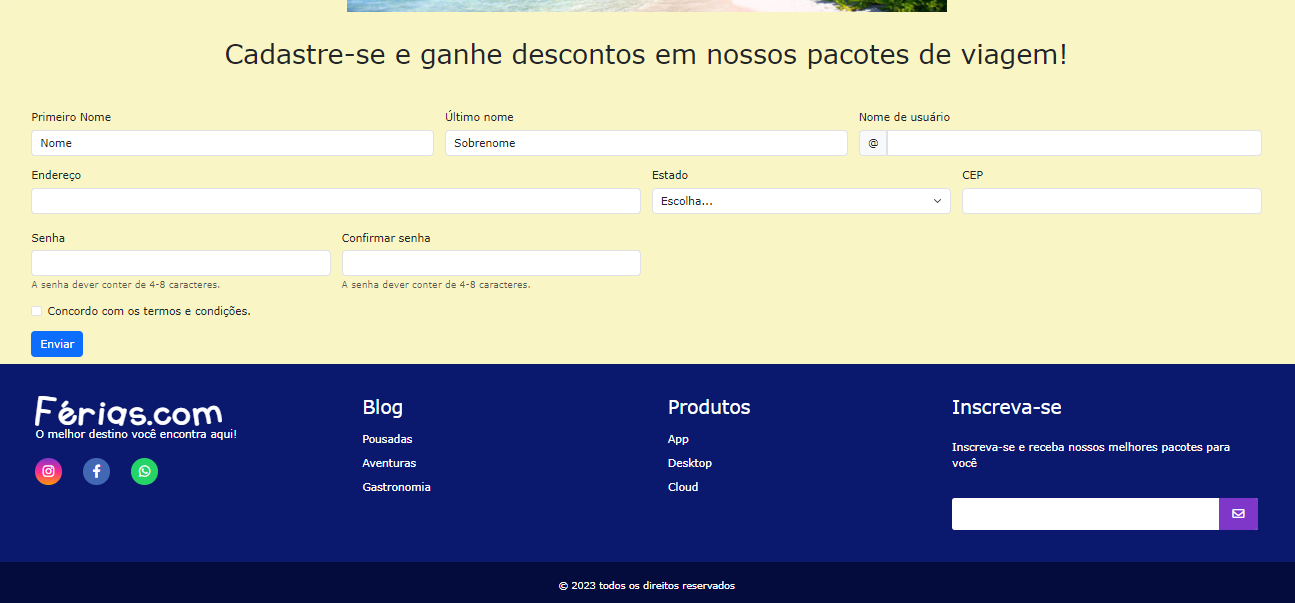 Cadastre-se e ganhe descontos em nossos pacotes de viagem!
Primeiro Nome
Último nome
Nome de usuário
Nome
Sobrenome
@
Endereço
Estado
CEP
Escolha...
Senha
Confirmar senha
A senha dever conter de 4-8 caracteres.
A senha dever conter de 4-8 caracteres.
Concordo com os termos e condições.
Enviar
Férias.com
O melhor destino você encontra aqui!
Blog
Pousadas
Aventuras
Gastronomia
Produtos
App
Desktop
Cloud
Inscreva-se
Inscreva-se e receba nossos melhores pacotes para
você
© 2023 todos os direitos reservados